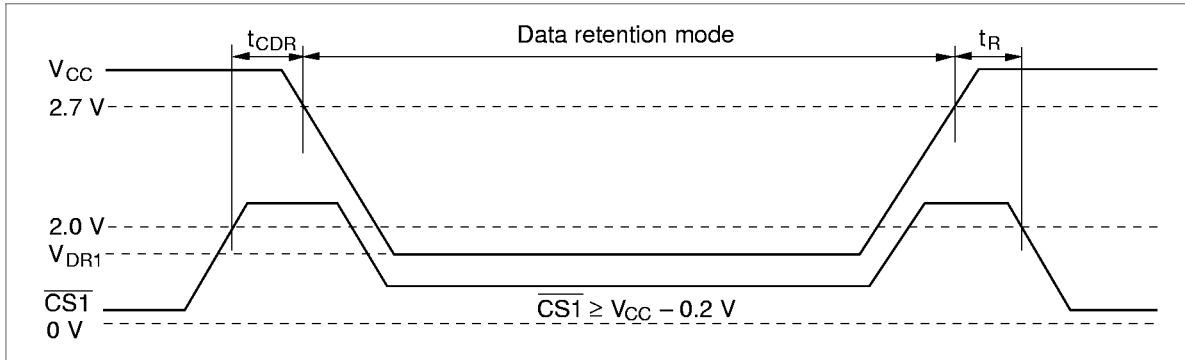 tCDR
Data retention mode
tR
VCC
2.7 V
2.0 V
VDR1
CS1
CS1 ≥ VCC – 0.2 V
0 V